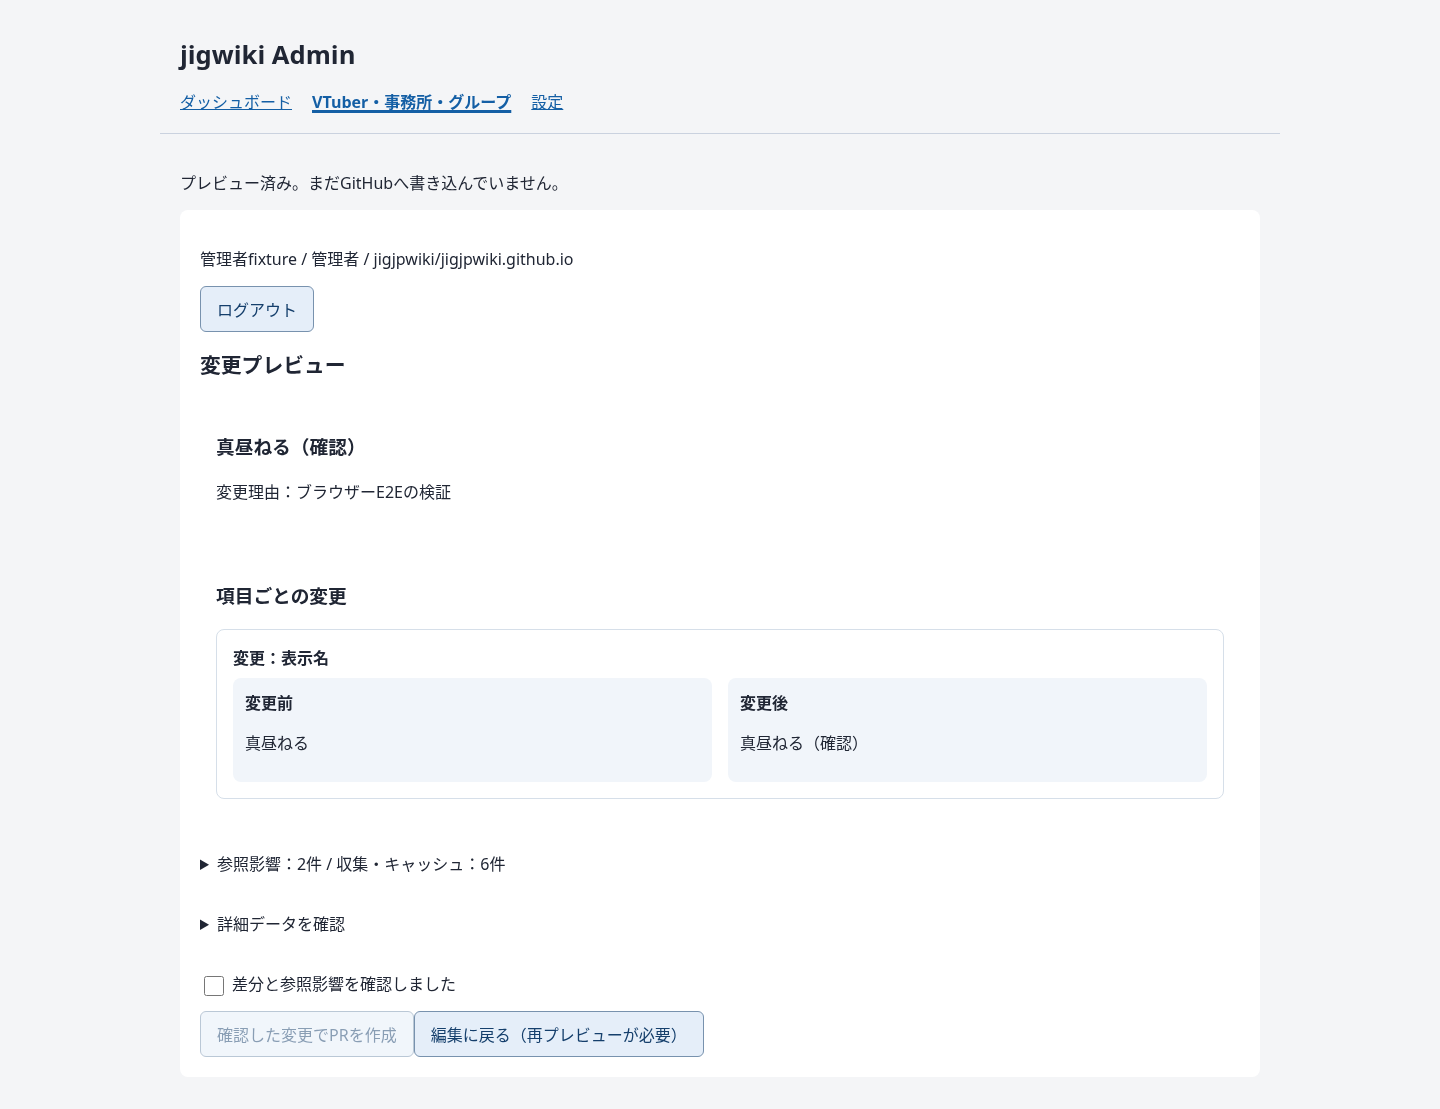 jigwiki Admin
ダッシュボード VTuber・事務所・グループ 設定
プレビュー済み。まだGitHubへ書き込んでいません。
管理者fixture / 管理者 / jigjpwiki/jigjpwiki.github.io
ログアウト
変更プレビュー
真昼ねる（確認）
変更理由：ブラウザーE2Eの検証
項目ごとの変更
変更：表示名
変更前
真昼ねる
変更後
真昼ねる（確認）
▶ 参照影響：2件 / 収集・キャッシュ：6件
▶ 詳細データを確認
差分と参照影響を確認しました
確認した変更でPRを作成 編集に戻る（再プレビューが必要）